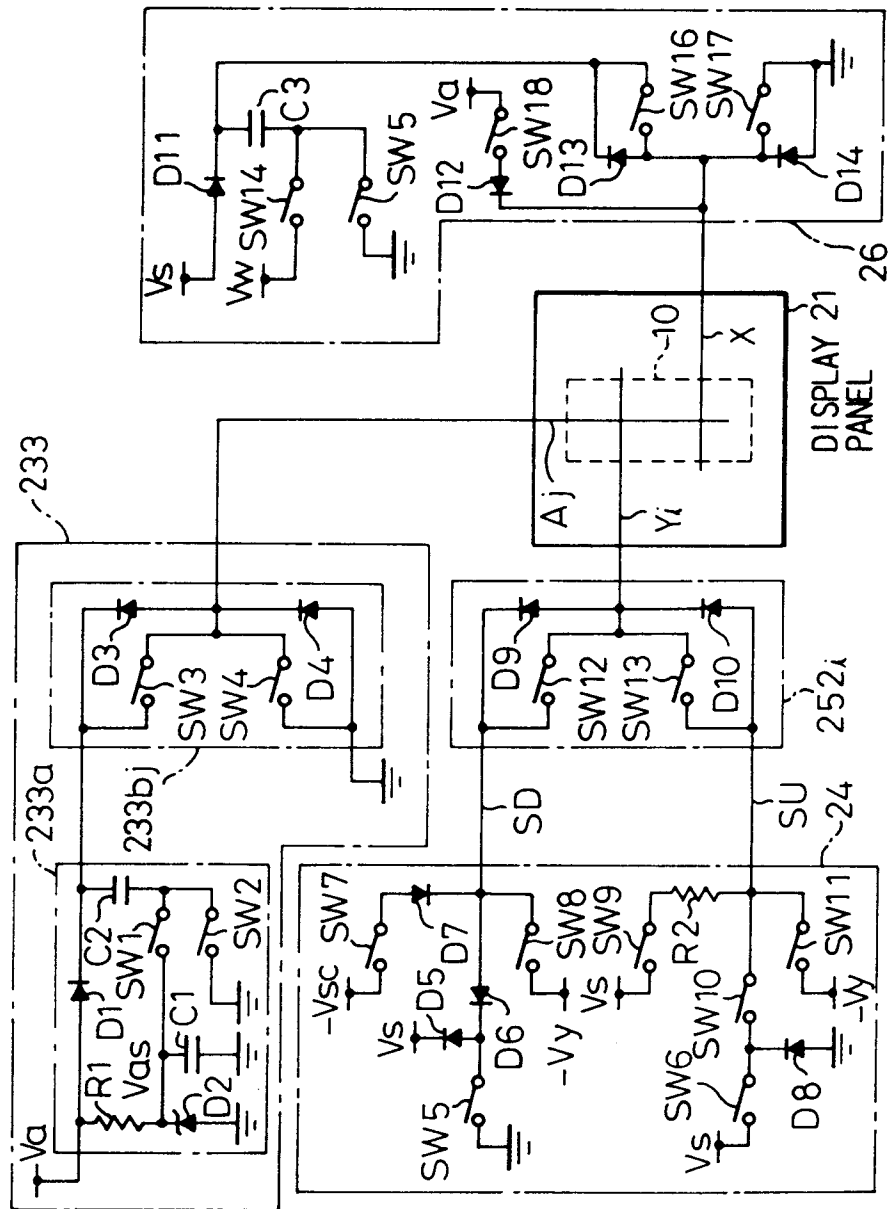 233
233a
Va
R1
D1
Vas
C2
SW1
C1
D2
SW2
233bj
D3
SW3
SW4
D4
Vs
D11
Vw
SW14
C3
SW5
Va
SW18
D12
D13
SW16
SW17
D14
26
Aj
Yi
10
X
DISPLAY 21
PANEL
-Vsc
SW7
D7
Vs
D5
D6
SW5
SW8
-Vy
SD
D9
SW12
SW13
D10
252i
Vs
SW9
R2
SW6
Vs
SW10
D8
SW11
-Vy
SU
24